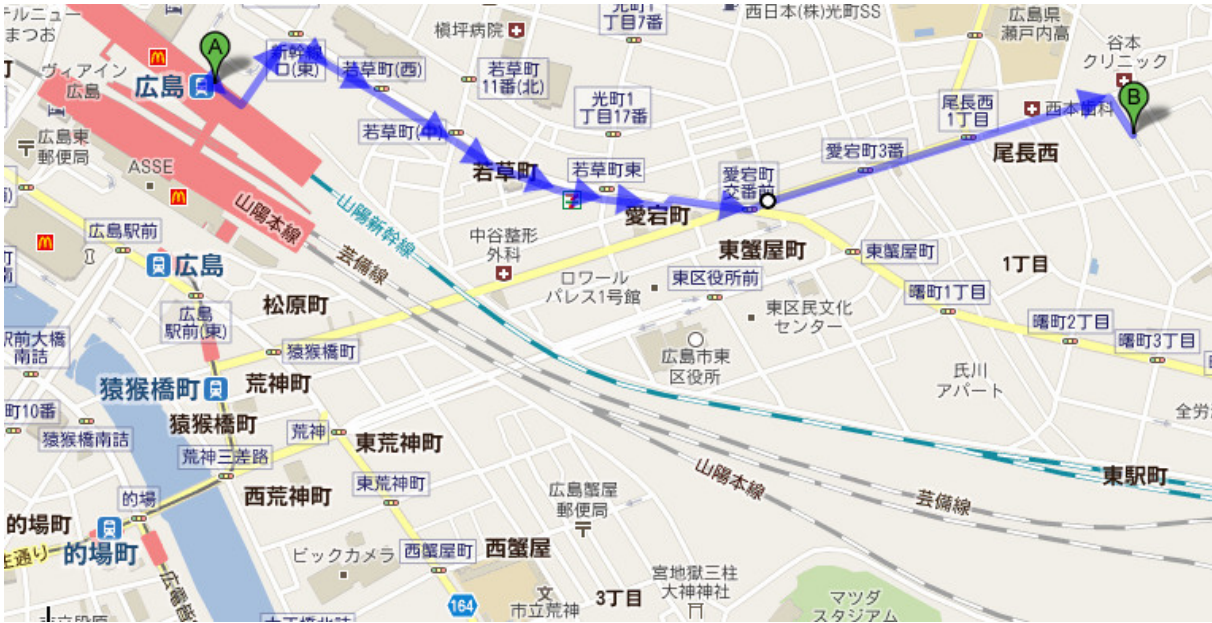 まつお
ヴィアイン
広島
広島
A
新幹線
口(東)
若草町(西)
槇坪病院
丁目7番
西日本(株)光町SS
広島県
瀬戸内高
谷本
クリニック
B
若草町
11番(北)
光町1
丁目17番
若草町(中)
若草町
若草町東
愛宕町
交番前
愛宕町3番
尾長西
1丁目
西本歯科
尾長西
広島東
郵便局
ASSE
山陽本線
山陽新幹線
芸備線
愛宕町
東蟹屋町
東蟹屋町
1丁目
広島駅前
広島
中谷整形
外科
ロワール
パレス1号館
東区役所前
曙町1丁目
東区民文化
センター
曙町2丁目
曙町3丁目
松原町
広島
駅前(東)
駅前大橋
南詰
猿猴橋町
広島市東
区役所
氏川
アパート
猿猴橋町
荒神町
町10番
猿猴橋南詰
猿猴橋町
荒神
東荒神町
荒神三差路
東荒神町
西荒神町
山陽本線
芸備線
東駅町
的場
的場町
的場町
広島蟹屋
郵便局
ビックカメラ
西蟹屋町
西蟹屋
宮地嶽三柱
大神神社
164
文
市立荒神
3丁目
マツダ
スタジアム